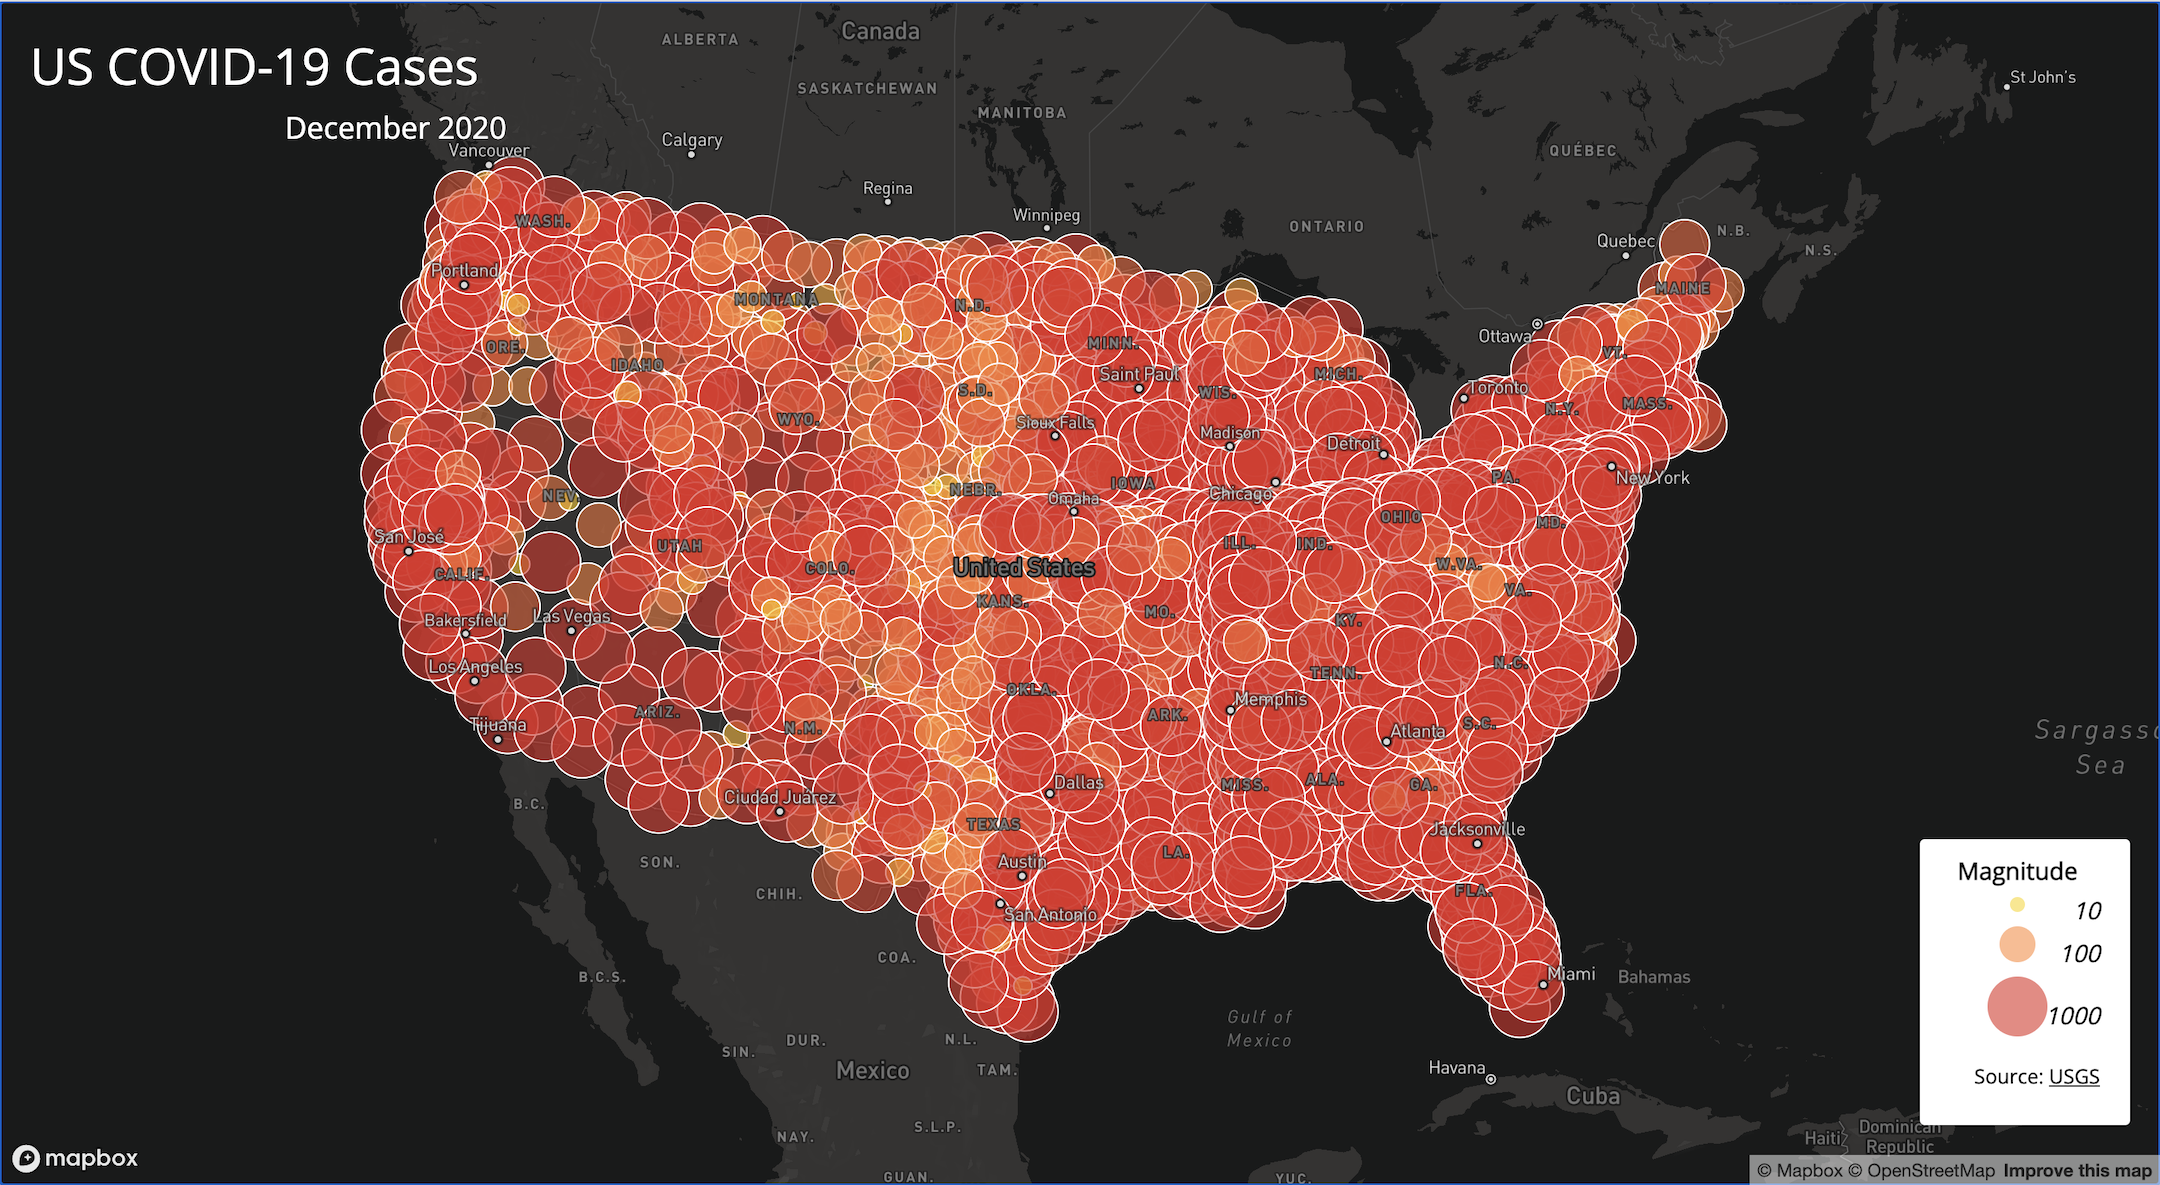 US COVID-19 Cases
December 2020
Canada
ALBERTA
SASKATCHEWAN
MANITOBA
St John's
Calgary
Vancouver
QUÉBEC
Regina
Winnipeg
ONTARIO
Quebec
N.B.
N.S.
WASH.
Portland
MONTANA
N.D.
MAINE
Ottawa
ORE.
IDAHO
MINN.
VT.
Saint Paul
MICH.
Toronto
S.D.
WIS.
WYO.
N.Y.
MASS.
Sioux Falls
Madison
Detroit
NEV.
NEBR.
IOWA
Omaha
Chicago
PA.
New York
OHIO
MD.
San José
UTAH
ILL.
IND.
CALIF.
COLO.
United States
W.VA.
VA.
KANS.
MO.
KY.
Bakersfield
Las Vegas
Los Angeles
OKLA.
TENN.
N.C.
ARIZ.
N.M.
Memphis
ARK.
Tijuana
Atlanta
S.C.
Sargasso
Sea
Dallas
MISS.
ALA.
GA.
B.C.
Ciudad Juárez
TEXAS
Jacksonville
SON.
Austin
LA.
CHIH.
FLA.
San Antonio
COA.
B.C.S.
Miami
Bahamas
Gulf of
Mexico
SIN.
DUR.
N.L.
Mexico
TAM.
Havana
Cuba
NAY.
S.L.P.
GUAN.
YUC.
Haiti
Dominican
Republic
Magnitude
10
100
1000
Source: USGS
mapbox
© Mapbox © OpenStreetMap Improve this map